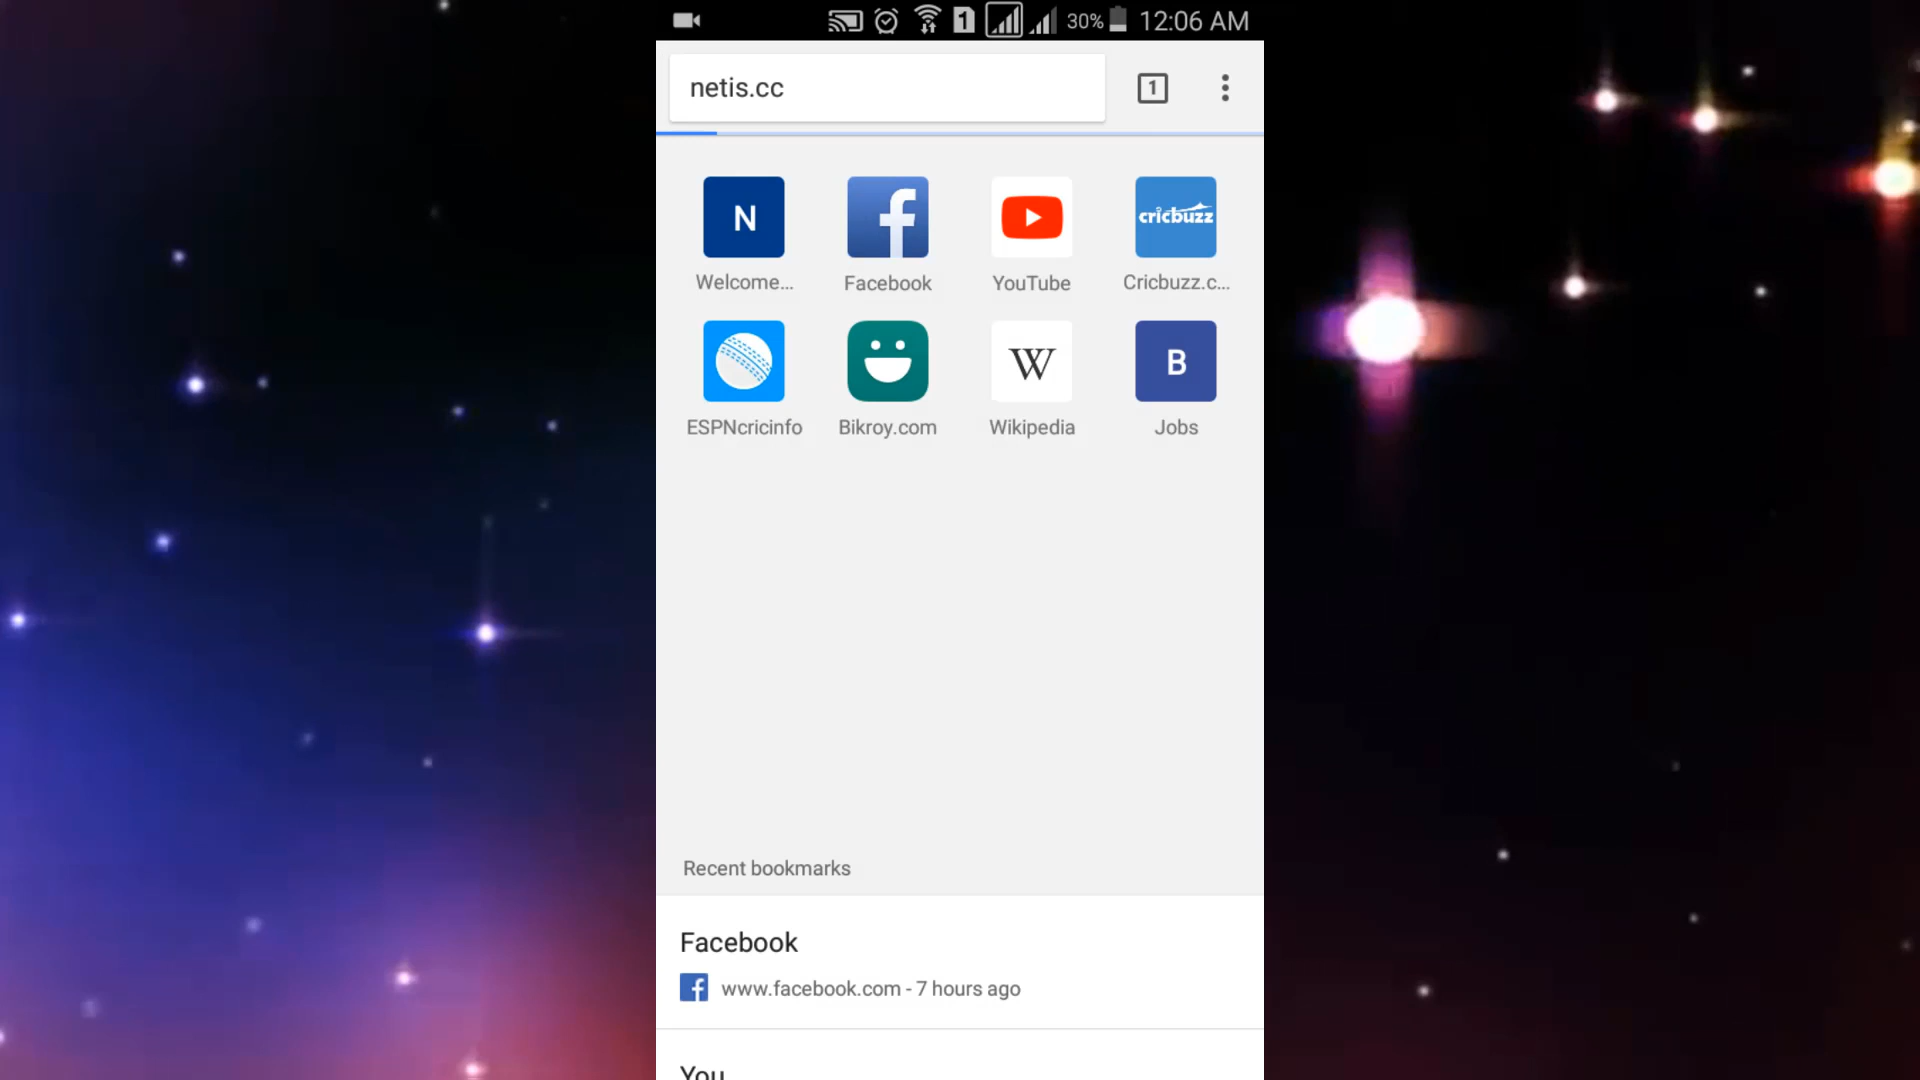 1 30% 12:06 AM
netis.cc 1
N f cricbuzz
Welcome... Facebook YouTube Cricbuzz.c...
W B
ESPNcricinfo Bikroy.com Wikipedia Jobs
Recent bookmarks
Facebook
f www.facebook.com - 7 hours ago
You